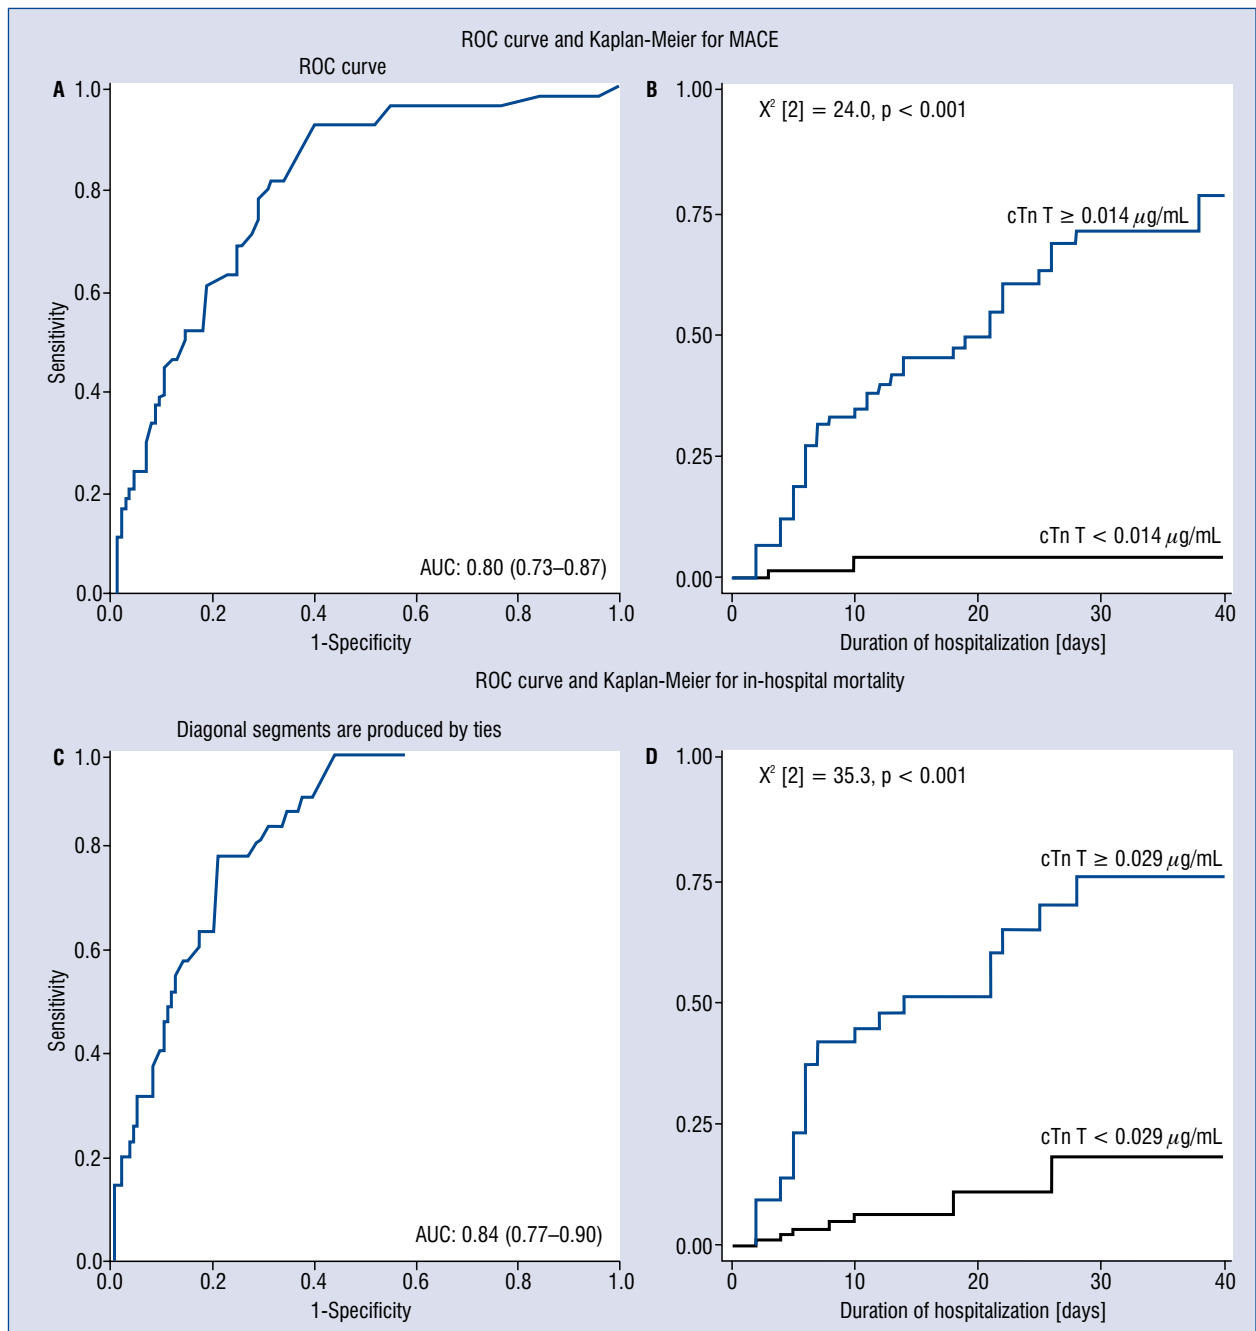 ROC curve and Kaplan-Meier for MACE
ROC curve
A
1.0
0.8
0.6
0.4
0.2
0.0
Sensitivity
AUC: 0.80 (0.73–0.87)
0.0 0.2 0.4 0.6 0.8 1.0
1-Specificity
B
1.00
0.75
0.50
0.25
0.00
X² [2] = 24.0, p < 0.001
cTn T ≥ 0.014 µg/mL
cTn T < 0.014 µg/mL
0 10 20 30 40
Duration of hospitalization [days]
ROC curve and Kaplan-Meier for in-hospital mortality
Diagonal segments are produced by ties
C
1.0
0.8
0.6
0.4
0.2
0.0
Sensitivity
AUC: 0.84 (0.77–0.90)
0.0 0.2 0.4 0.6 0.8 1.0
1-Specificity
D
1.00
0.75
0.50
0.25
0.00
X² [2] = 35.3, p < 0.001
cTn T ≥ 0.029 µg/mL
cTn T < 0.029 µg/mL
0 10 20 30 40
Duration of hospitalization [days]